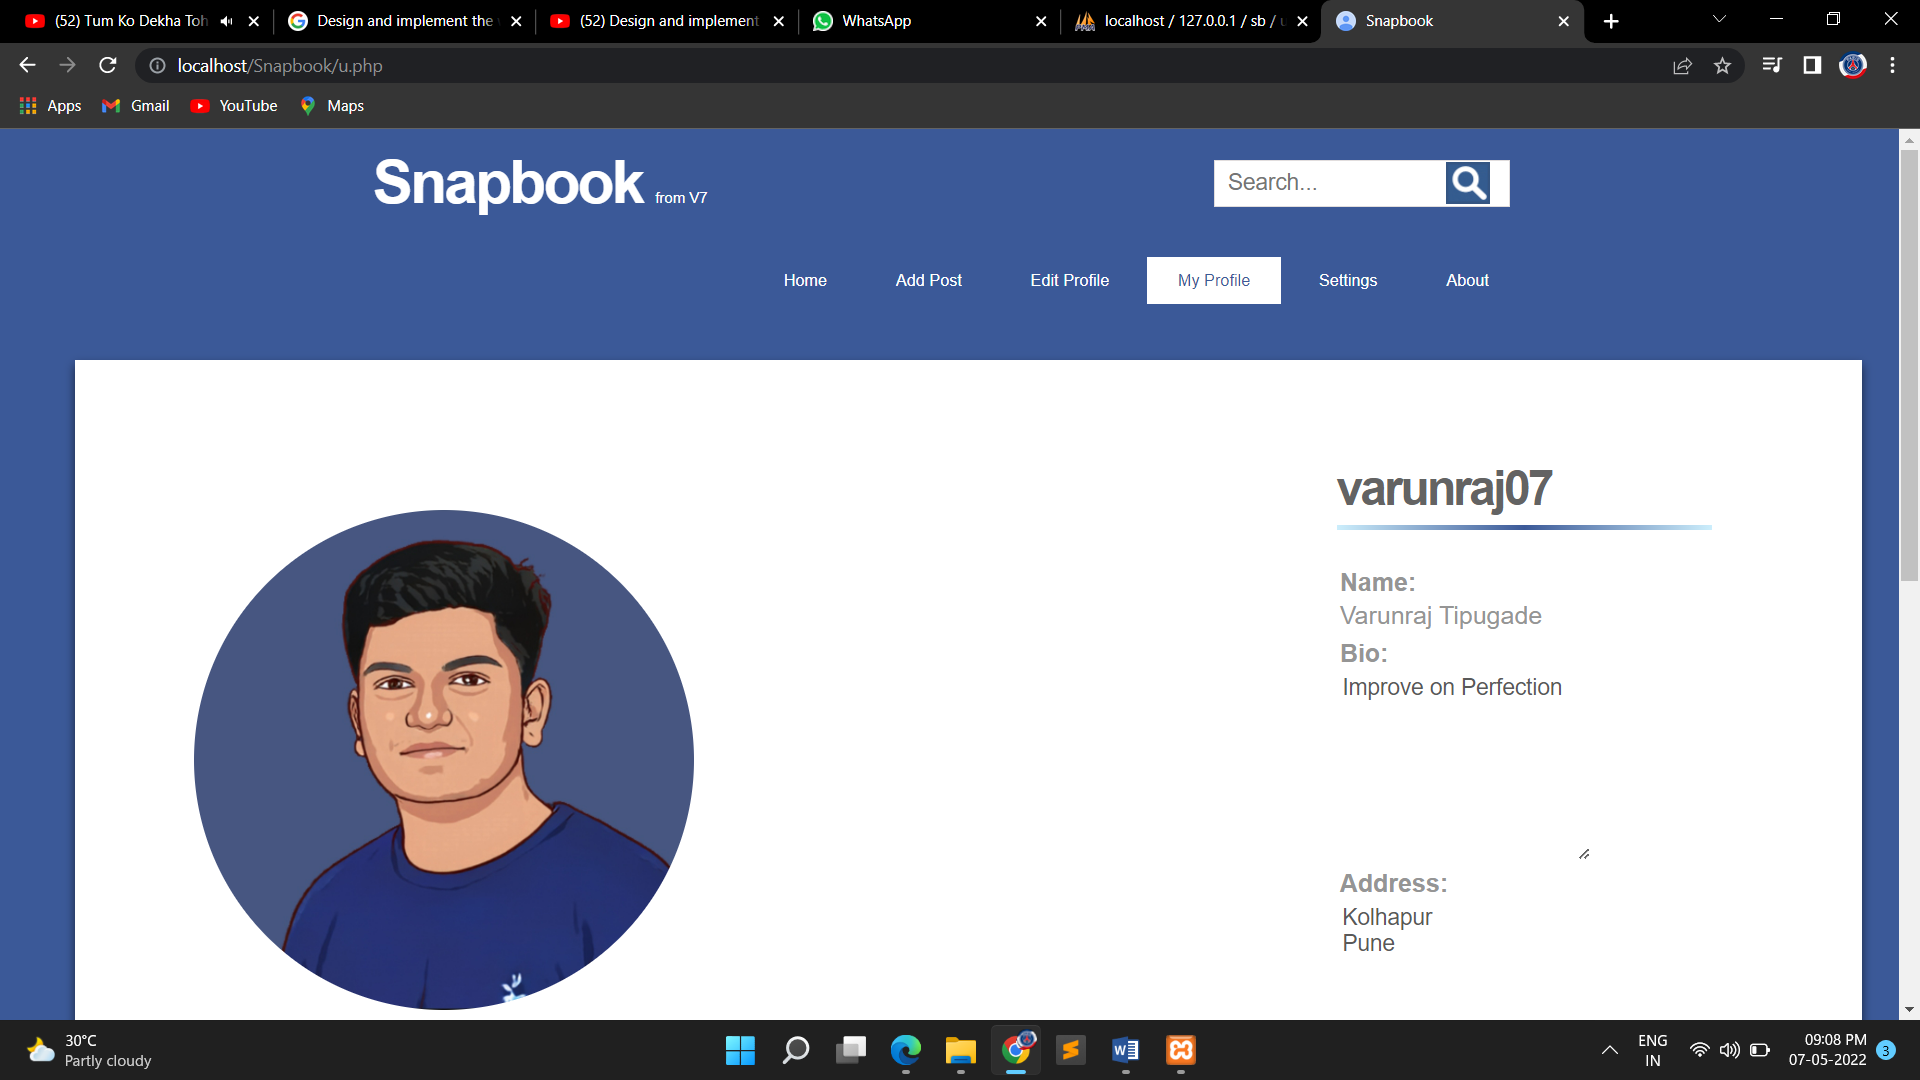 (52) Tum Ko Dekha Toh
Design and implement the
(52) Design and implement
WhatsApp
localhost / 127.0.0.1 / sb /
Snapbook
localhost/Snapbook/u.php
Apps
Gmail
YouTube
Maps
Snapbook from V7
Search...
Home
Add Post
Edit Profile
My Profile
Settings
About
varunraj07
Name:
Varunraj Tipugade
Bio:
Improve on Perfection
Address:
Kolhapur
Pune
30°C
Partly cloudy
ENG
IN
09:08 PM
07-05-2022
3